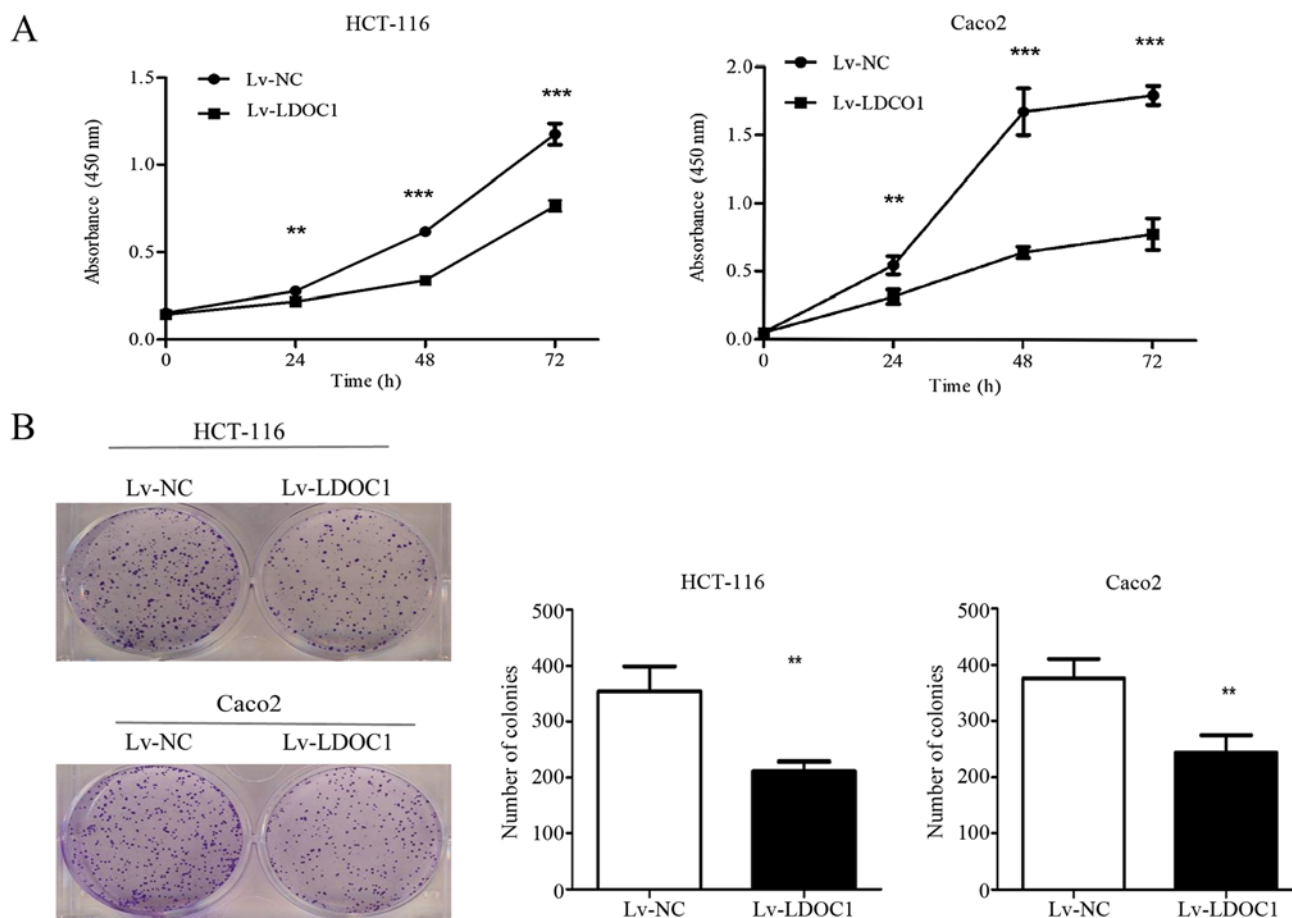 A
HCT-116
Lv-NC
Lv-LDOC1
**
***
***
1.5
1.0
0.5
0.0
Absorbance (450 nm)
0 24 48 72
Time (h)
Caco2
Lv-NC
Lv-LDCO1
**
***
***
2.0
1.5
1.0
0.5
0.0
Absorbance (450 nm)
0 24 48 72
Time (h)
B
HCT-116
Lv-NC Lv-LDOC1
Caco2
Lv-NC Lv-LDOC1
HCT-116
**
500
400
300
200
100
0
Number of colonies
Lv-NC Lv-LDOC1
Caco2
**
500
400
300
200
100
0
Number of colonies
Lv-NC Lv-LDOC1